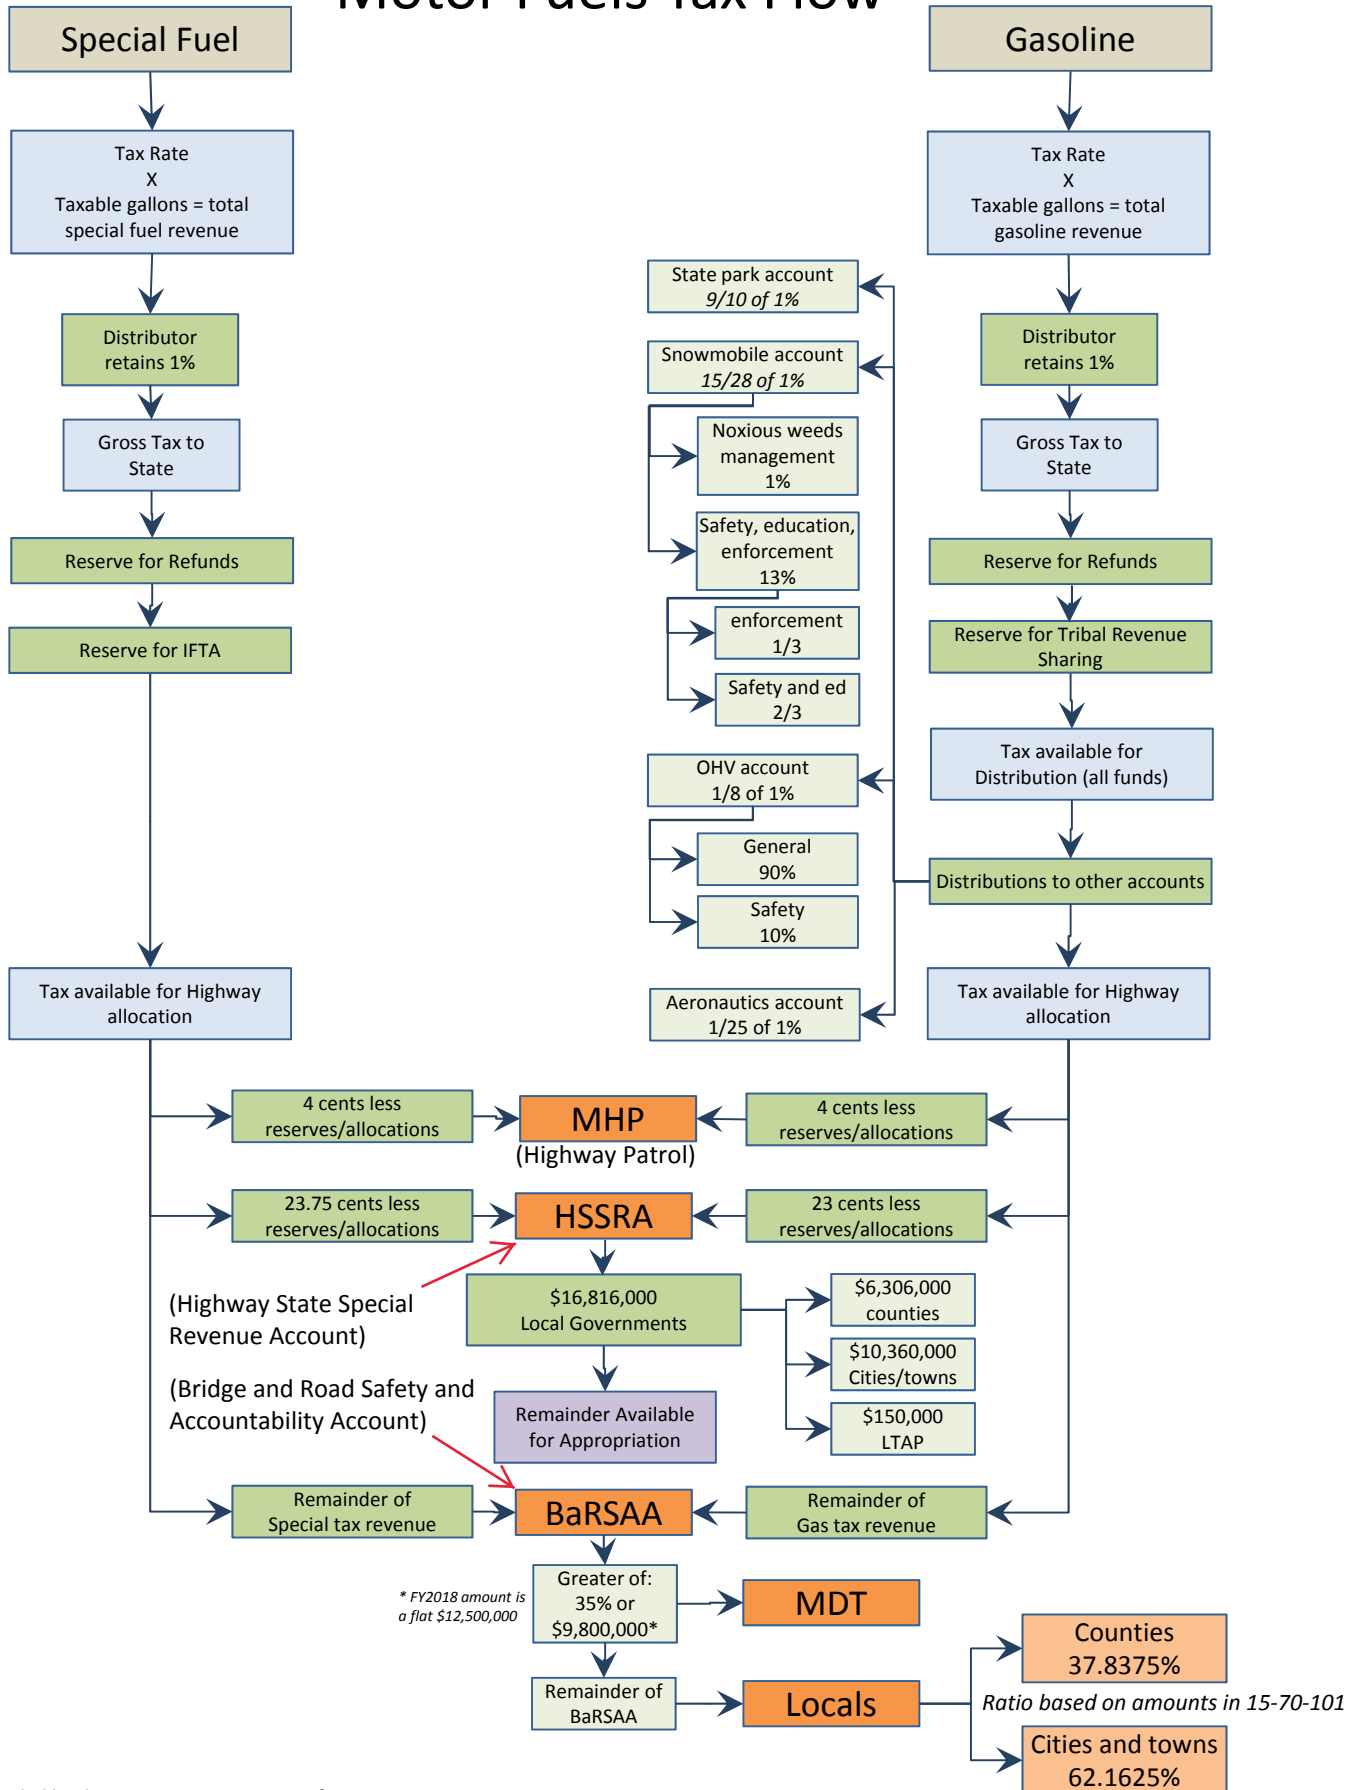 Motor Fuels Tax Flow
Special Fuel
Gasoline
Tax Rate
X
Taxable gallons = total
special fuel revenue
Tax Rate
X
Taxable gallons = total
gasoline revenue
Distributor
retains 1%
Distributor
retains 1%
Gross Tax to
State
Gross Tax to
State
Reserve for Refunds
Reserve for Refunds
Reserve for IFTA
Reserve for Tribal Revenue
Sharing
Tax available for
Distribution (all funds)
Distributions to other accounts
State park account
9/10 of 1%
Snowmobile account
15/28 of 1%
Noxious weeds
management
1%
Safety, education,
enforcement
13%
enforcement
1/3
Safety and ed
2/3
OHV account
1/8 of 1%
General
90%
Safety
10%
Aeronautics account
1/25 of 1%
Tax available for Highway
allocation
Tax available for Highway
allocation
4 cents less
reserves/allocations
MHP
(Highway Patrol)
4 cents less
reserves/allocations
23.75 cents less
reserves/allocations
HSSRA
23 cents less
reserves/allocations
(Highway State Special
Revenue Account)
$16,816,000
Local Governments
$6,306,000
counties
$10,360,000
Cities/towns
$150,000
LTAP
(Bridge and Road Safety and
Accountability Account)
Remainder Available
for Appropriation
Remainder of
Special tax revenue
BaRSAA
Remainder of
Gas tax revenue
* FY2018 amount is
a flat $12,500,000
Greater of:
35% or
$9,800,000*
MDT
Remainder of
BaRSAA
Locals
Counties
37.8375%
Ratio based on amounts in 15-70-101
Cities and towns
62.1625%